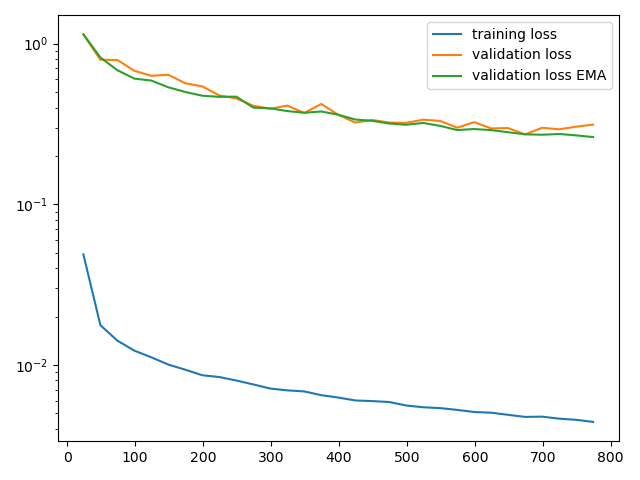 training loss
validation loss
validation loss EMA
10^0
10^-1
10^-2
0 100 200 300 400 500 600 700 800